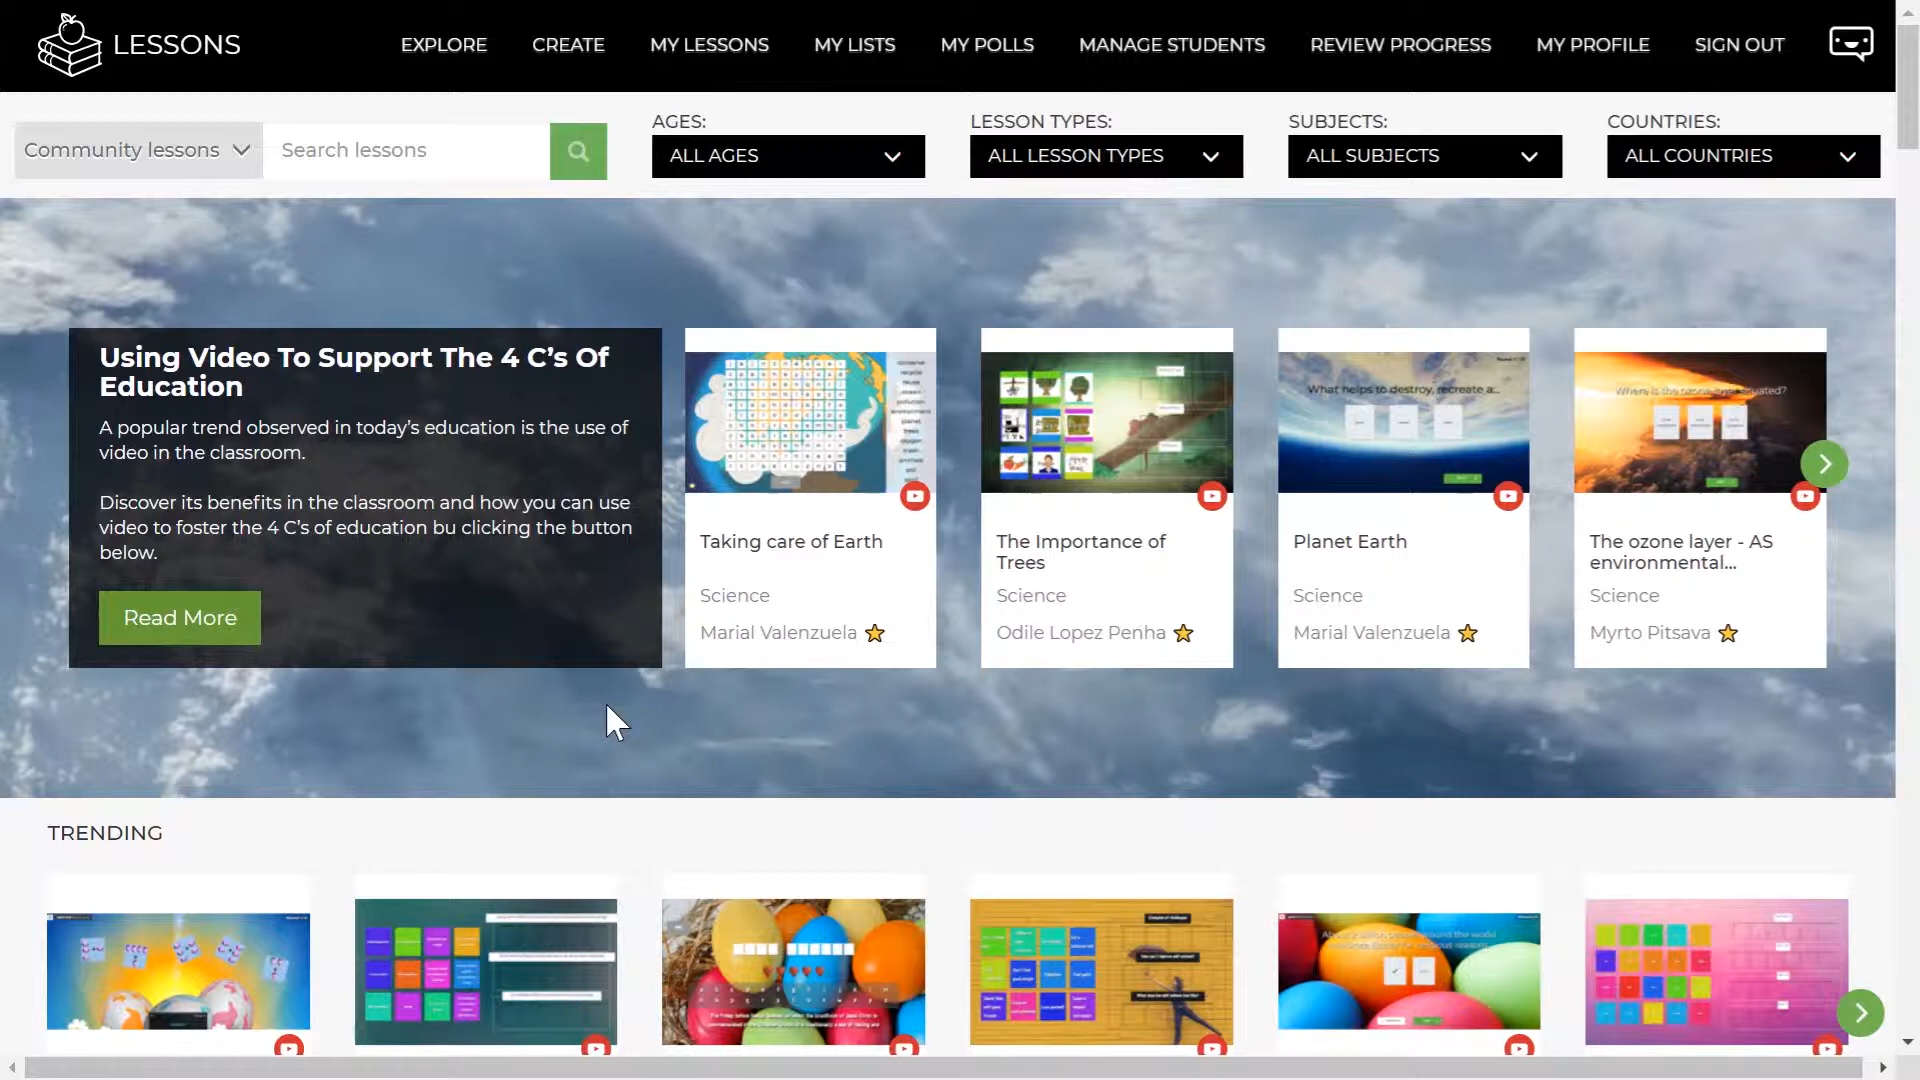 LESSONS
EXPLORE
CREATE
MY LESSONS
MY LISTS
MY POLLS
MANAGE STUDENTS
REVIEW PROGRESS
MY PROFILE
SIGN OUT
Community lessons
Search lessons
AGES:
ALL AGES
LESSON TYPES:
ALL LESSON TYPES
SUBJECTS:
ALL SUBJECTS
COUNTRIES:
ALL COUNTRIES
Using Video To Support The 4 C’s Of
Education
A popular trend observed in today’s education is the use of
video in the classroom.
Discover its benefits in the classroom and how you can use
video to foster the 4 C’s of education bu clicking the button
below.
Read More
Taking care of Earth
Science
Marial Valenzuela
The Importance of
Trees
Science
Odile Lopez Penha
What helps to destroy, recreate a...
Planet Earth
Science
Marial Valenzuela
Where is the ozone layer situated?
The ozone layer - AS
environmental...
Science
Myrto Pitsava
TRENDING